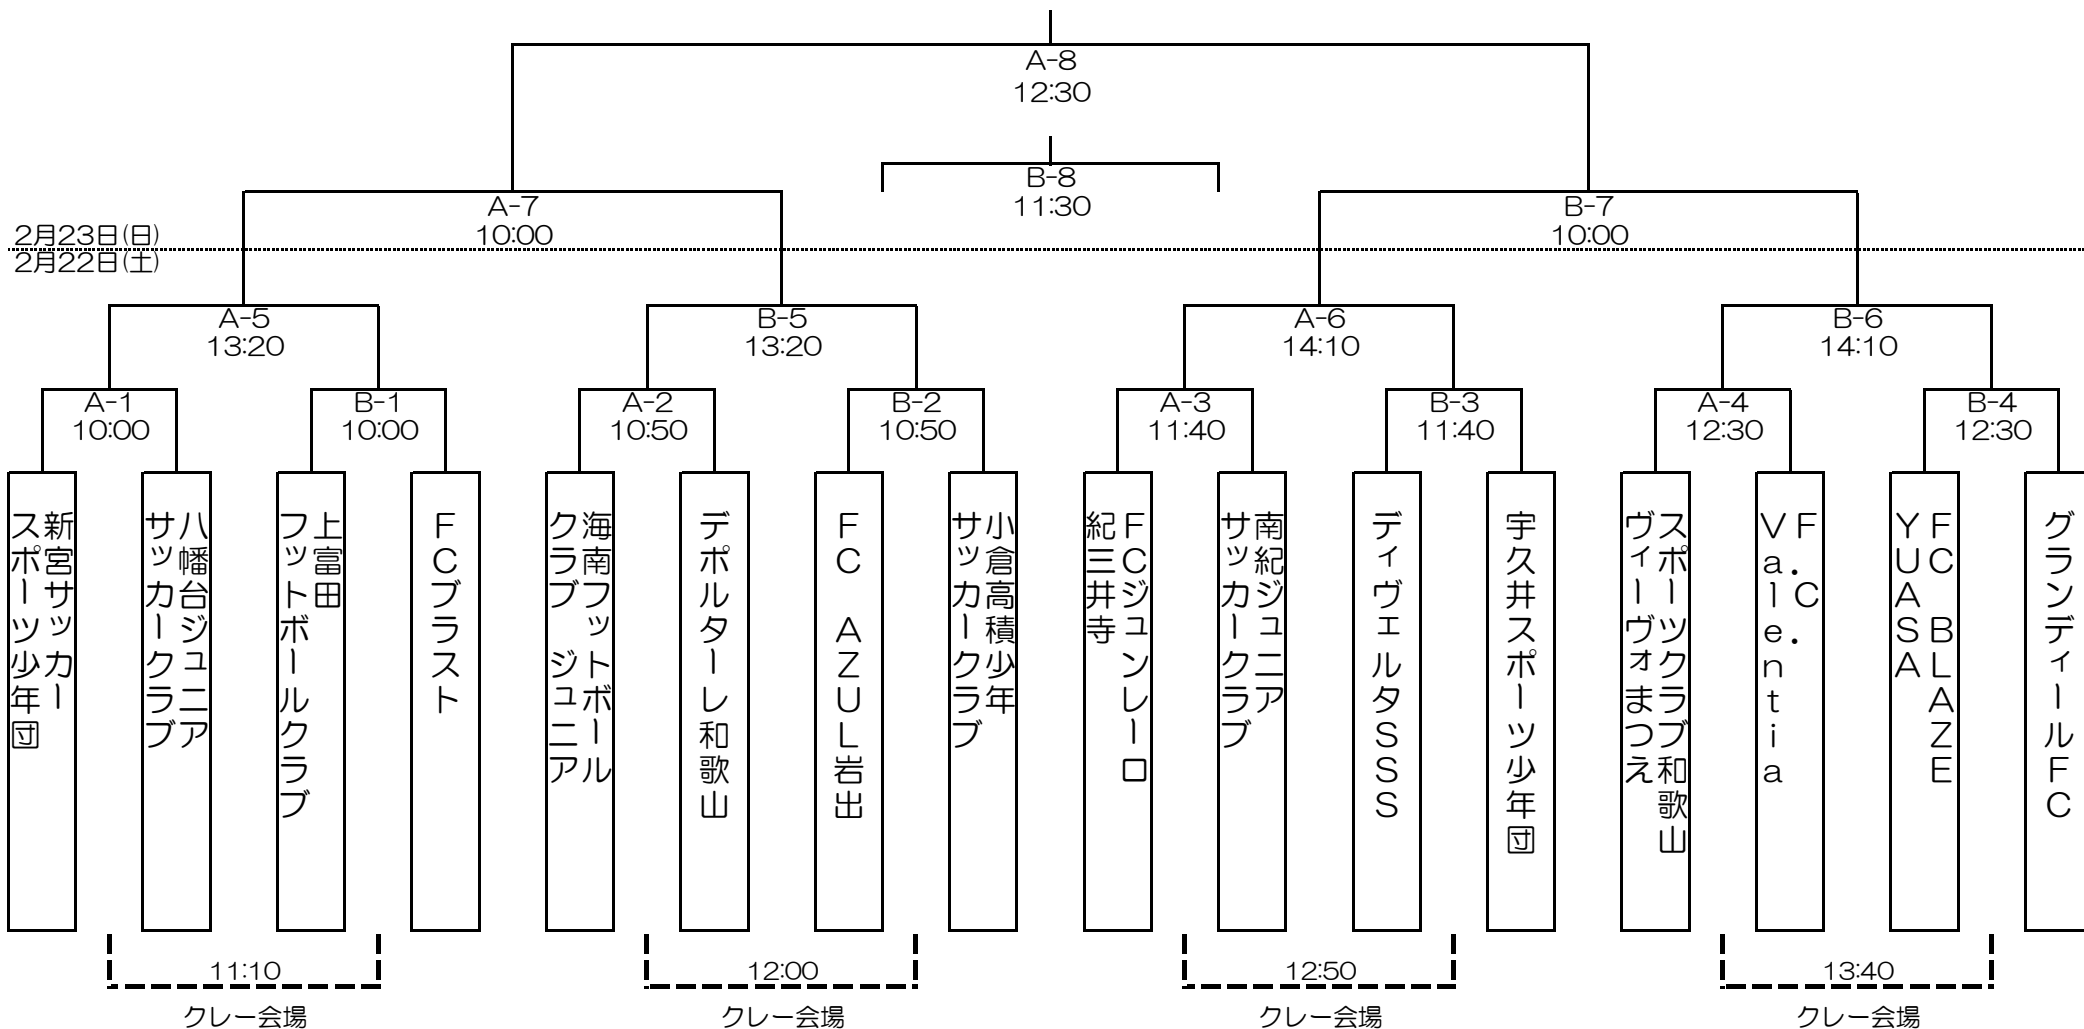 A-8
12:30
B-8
11:30
A-7
10:00
B-7
10:00
2月23日(日)
2月22日(土)
A-5
13:20
B-5
13:20
A-6
14:10
B-6
14:10
A-1
10:00
B-1
10:00
A-2
10:50
B-2
10:50
A-3
11:40
B-3
11:40
A-4
12:30
B-4
12:30
新宮サッカー
スポーツ少年団
八幡台ジュニア
サッカークラブ
上富田
フットボールクラブ
FCブラスト
海南フットボール
クラブ ジュニア
デポルターレ和歌山
FC AZUL岩出
小倉高積少年
サッカークラブ
FCジュンレーロ
紀三井寺
南紀ジュニア
サッカークラブ
ディヴェルタSSS
宇久井スポーツ少年団
スポーツクラブ和歌山
ヴィーヴォまつえ
F.C.
Valentia
FC BLAZE
YUASA
グランディールFC
11:10
12:00
12:50
13:40
クレー会場
クレー会場
クレー会場
クレー会場